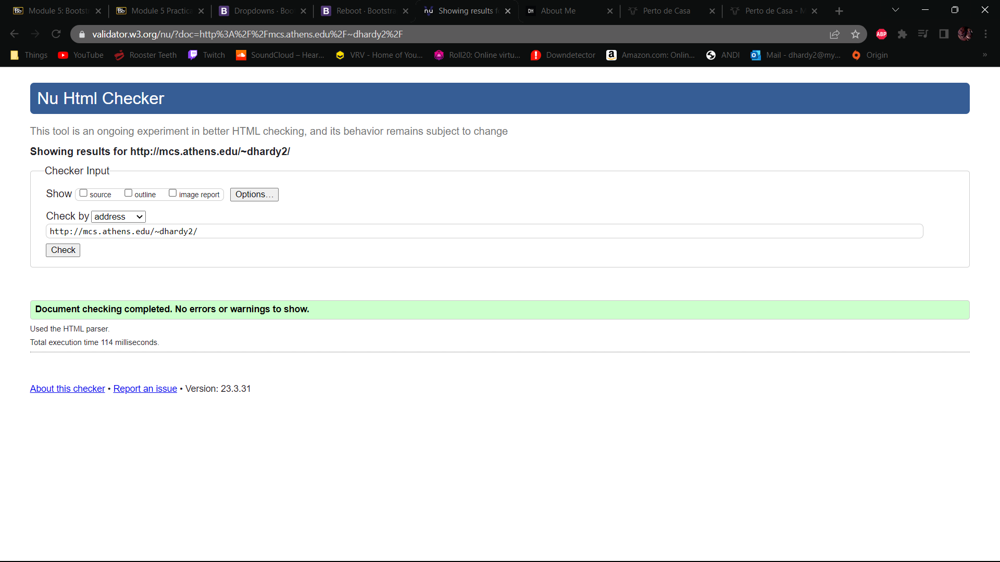 Module 5: Bootst
Module 5 Practica
Dropdowns · Boo
Reboot · Bootstra
Showing results f
DH About Me
Perto de Casa
Perto de Casa - M
validator.w3.org/nu/?doc=http%3A%2F%2Fmcs.athens.edu%2F~dhardy2%2F
ABP
Things
YouTube
Rooster Teeth
Twitch
SoundCloud – Hear...
VRV - Home of You...
Roll20: Online virtu...
Downdetector
Amazon.com: Onlin...
ANDI
Mail - dhardy2@my...
Origin
»
Nu Html Checker
This tool is an ongoing experiment in better HTML checking, and its behavior remains subject to change
Showing results for http://mcs.athens.edu/~dhardy2/
Checker Input
Show source outline image report Options...
Check by address
http://mcs.athens.edu/~dhardy2/
Check
Document checking completed. No errors or warnings to show.
Used the HTML parser.
Total execution time 114 milliseconds.
About this checker • Report an issue • Version: 23.3.31